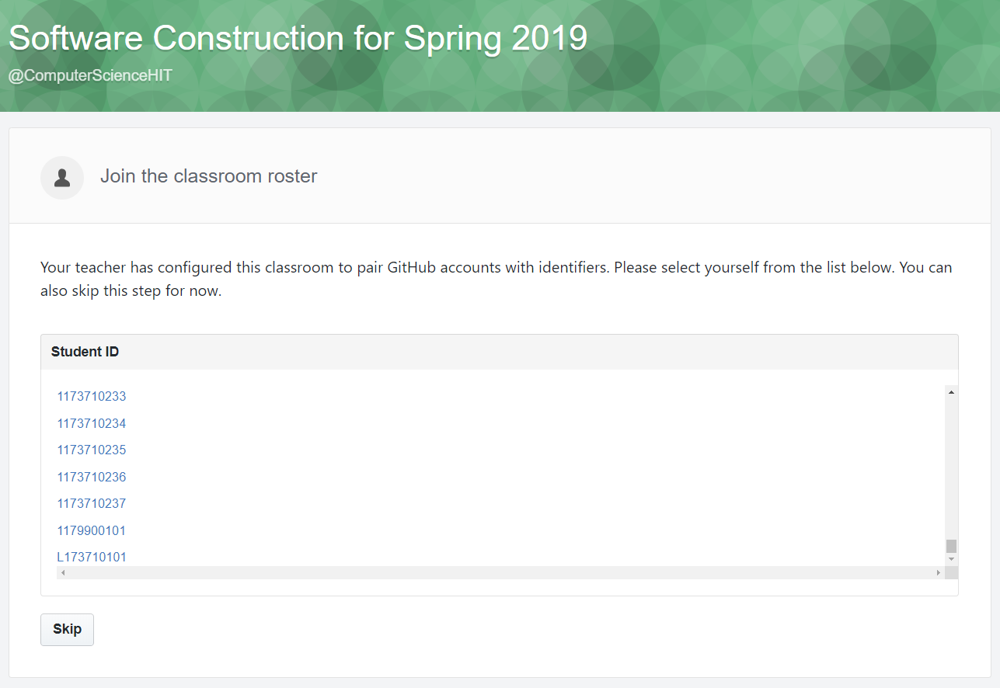 Software Construction for Spring 2019
@ComputerScienceHIT
Join the classroom roster
Your teacher has configured this classroom to pair GitHub accounts with identifiers. Please select yourself from the list below. You can
also skip this step for now.
Student ID
1173710233
1173710234
1173710235
1173710236
1173710237
1179900101
L173710101
Skip